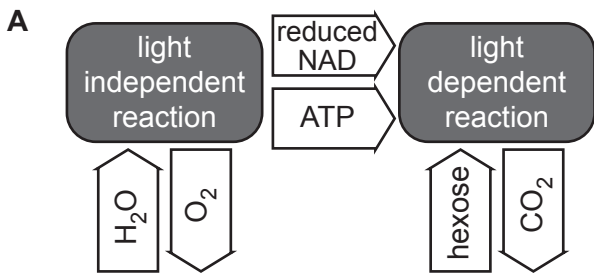 A
light
independent
reaction
reduced
NAD
ATP
light
dependent
reaction
H₂O
O₂
hexose
CO₂